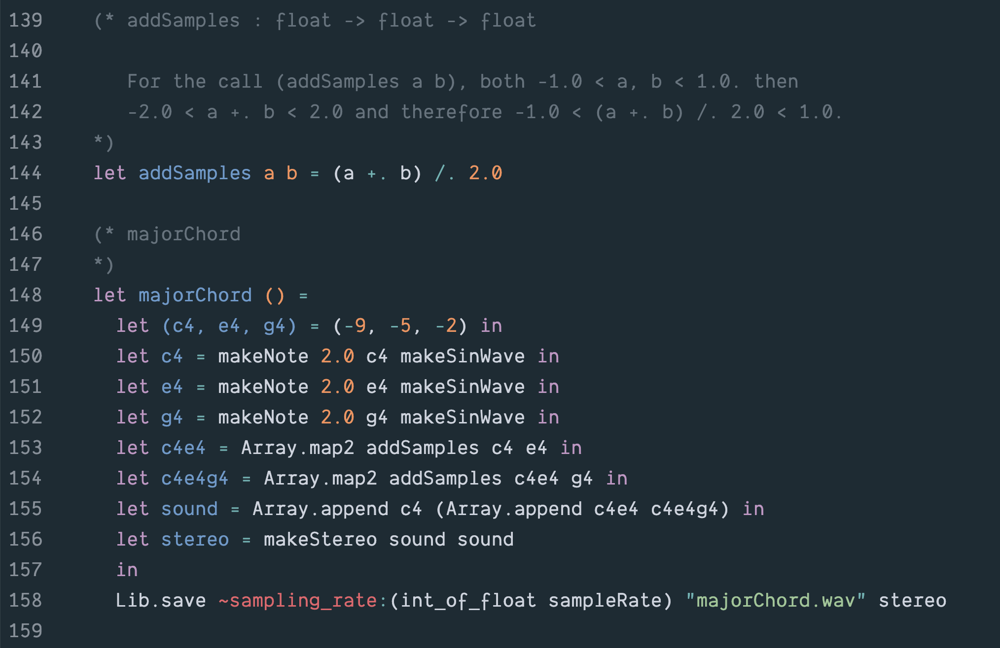 139 (* addSamples : float -> float -> float
140
141 For the call (addSamples a b), both -1.0 < a, b < 1.0. then
142 -2.0 < a +. b < 2.0 and therefore -1.0 < (a +. b) /. 2.0 < 1.0.
143 *)
144 let addSamples a b = (a +. b) /. 2.0
145
146 (* majorChord
147 *)
148 let majorChord () =
149 let (c4, e4, g4) = (-9, -5, -2) in
150 let c4 = makeNote 2.0 c4 makeSinWave in
151 let e4 = makeNote 2.0 e4 makeSinWave in
152 let g4 = makeNote 2.0 g4 makeSinWave in
153 let c4e4 = Array.map2 addSamples c4 e4 in
154 let c4e4g4 = Array.map2 addSamples c4e4 g4 in
155 let sound = Array.append c4 (Array.append c4e4 c4e4g4) in
156 let stereo = makeStereo sound sound
157 in
158 Lib.save ~sampling_rate:(int_of_float sampleRate) "majorChord.wav" stereo
159